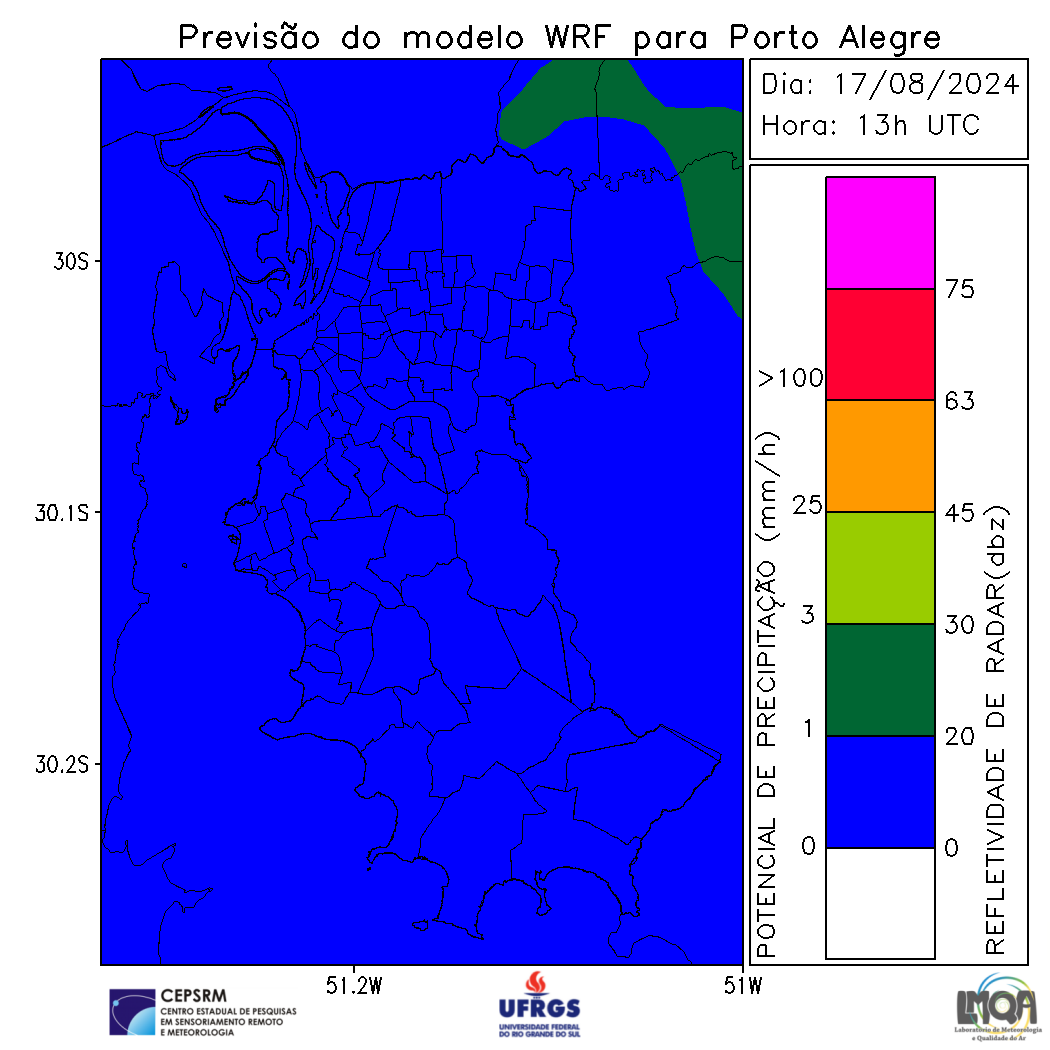 Previsão do modelo WRF para Porto Alegre
Dia: 17/08/2024
Hora: 13h UTC
30S
30.1S
30.2S
51.2W
51W
POTENCIAL DE PRECIPITAÇÃO (mm/h)
>100
25
3
1
0
75
63
45
30
20
0
REFLETIVIDADE DE RADAR(dbz)
CEPSRM
CENTRO ESTADUAL DE PESQUISAS
EM SENSORIAMENTO REMOTO
E METEOROLOGIA
UFRGS
UNIVERSIDADE FEDERAL
DO RIO GRANDE DO SUL
LMQA
Laboratório de Meteorologia
e Qualidade do Ar